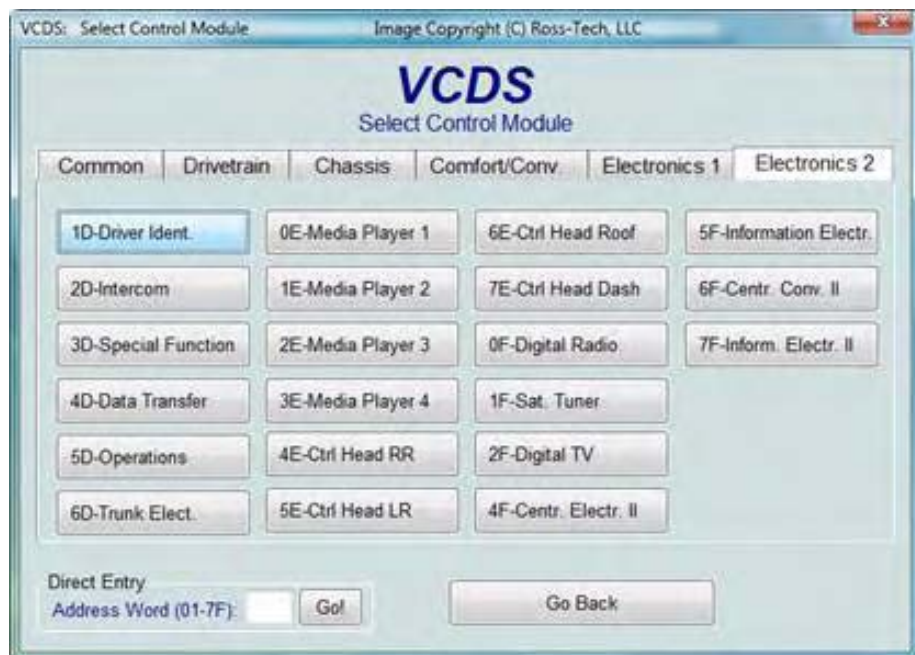 VCDS: Select Control Module Image Copyright (C) Ross-Tech, LLC
VCDS
Select Control Module
Common Drivetrain Chassis Comfort/Conv. Electronics 1 Electronics 2
1D-Driver Ident. 0E-Media Player 1 6E-Ctrl Head Roof 5F-Information Electr.
2D-Intercom 1E-Media Player 2 7E-Ctrl Head Dash 6F-Centr. Conv. II
3D-Special Function 2E-Media Player 3 0F-Digital Radio 7F-Inform. Electr. II
4D-Data Transfer 3E-Media Player 4 1F-Sat. Tuner
5D-Operations 4E-Ctrl Head RR 2F-Digital TV
6D-Trunk Elect. 5E-Ctrl Head LR 4F-Centr. Electr. II
Direct Entry
Address Word (01-7F): Go! Go Back